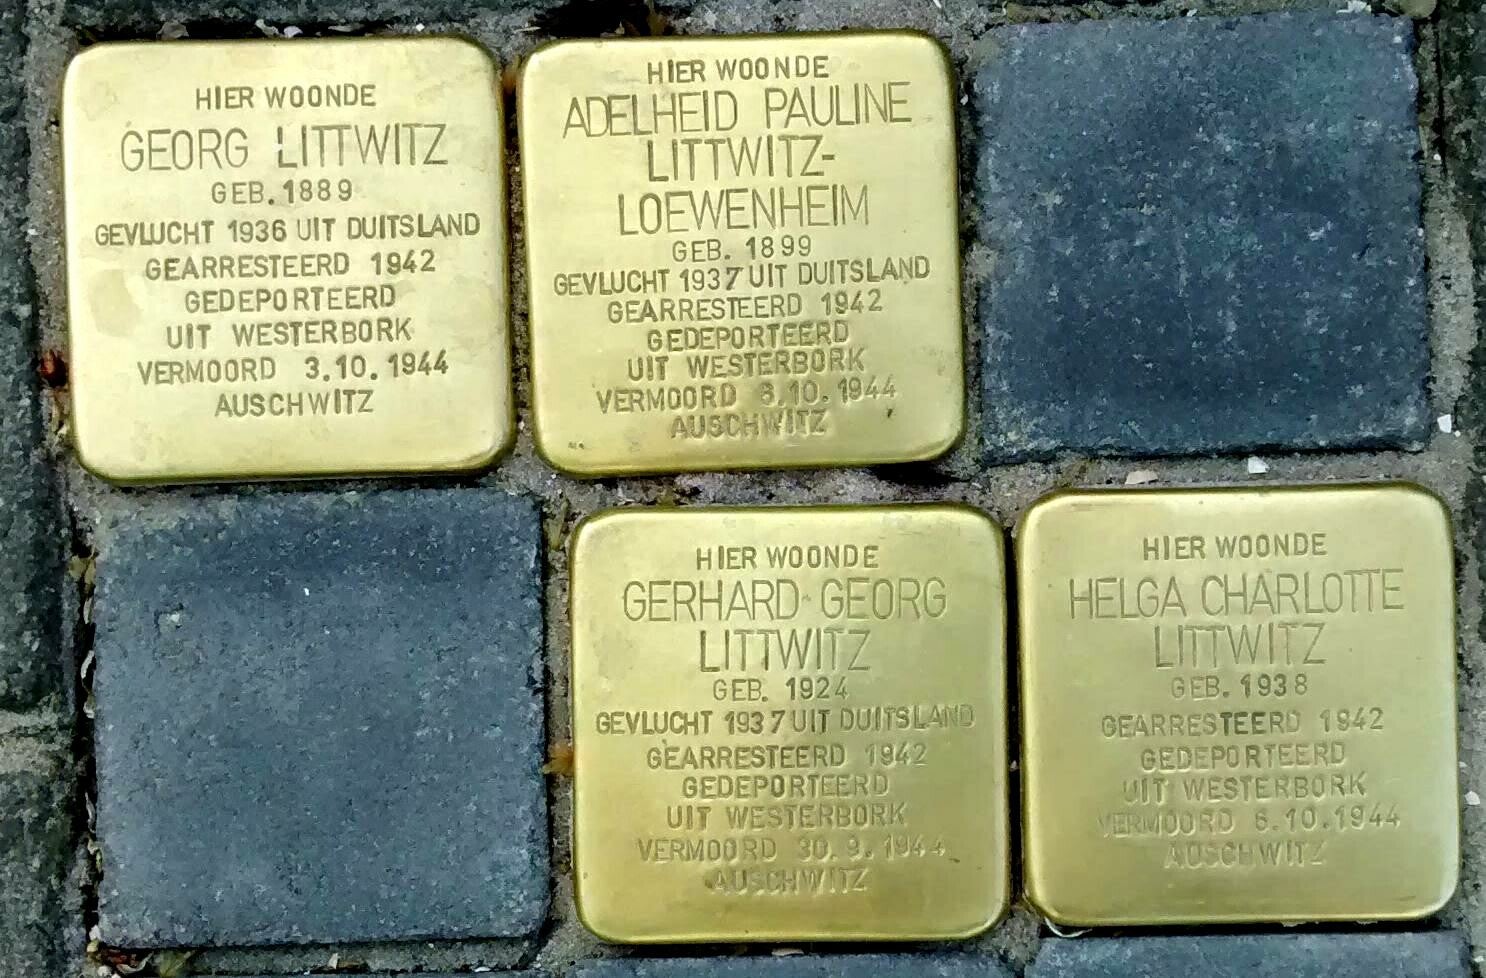 HIER WOONDE
GEORG LITTWITZ
GEB. 1889
GEVLUCHT 1936 UIT DUITSLAND
GEARRESTEERD 1942
GEDEPORTEERD
UIT WESTERBORK
VERMOORD 3.10.1944
AUSCHWITZ
HIER WOONDE
ADELHEID PAULINE
LITTWITZ-
LOEWENHEIM
GEB. 1899
GEVLUCHT 1937 UIT DUITSLAND
GEARRESTEERD 1942
GEDEPORTEERD
UIT WESTERBORK
VERMOORD 6.10.1944
AUSCHWITZ
HIER WOONDE
GERHARD GEORG
LITTWITZ
GEB. 1924
GEVLUCHT 1937 UIT DUITSLAND
GEARRESTEERD 1942
GEDEPORTEERD
UIT WESTERBORK
VERMOORD 30.9.1944
AUSCHWITZ
HIER WOONDE
HELGA CHARLOTTE
LITTWITZ
GEB. 1938
GEARRESTEERD 1942
GEDEPORTEERD
UIT WESTERBORK
VERMOORD 6.10.1944
AUSCHWITZ